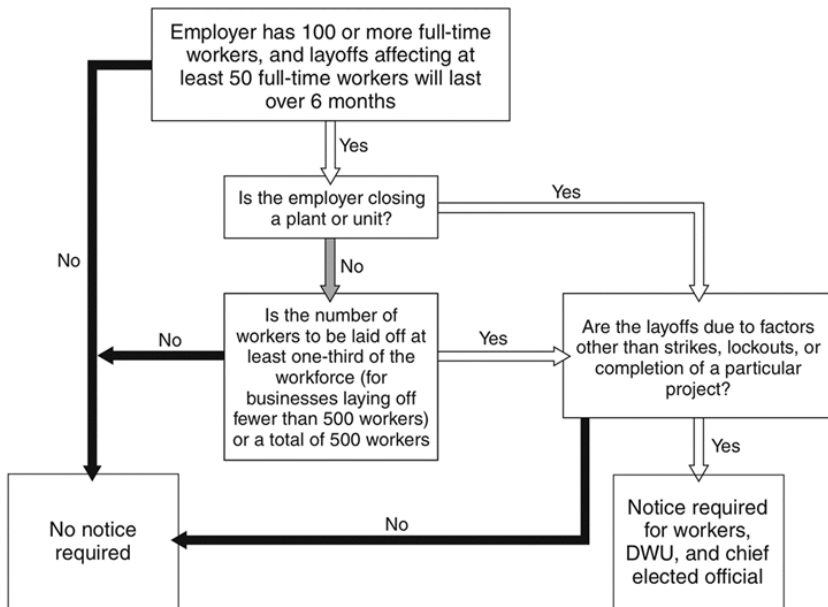 Employer has 100 or more full-time
workers, and layoffs affecting at
least 50 full-time workers will last
over 6 months
Yes
Is the employer closing
a plant or unit?
Yes
No
No
Is the number of
workers to be laid off at
least one-third of the
workforce (for
businesses laying off
fewer than 500 workers)
or a total of 500 workers
No
Yes
Are the layoffs due to factors
other than strikes, lockouts, or
completion of a particular
project?
Yes
No
No notice
required
Notice required
for workers,
DWU, and chief
elected official